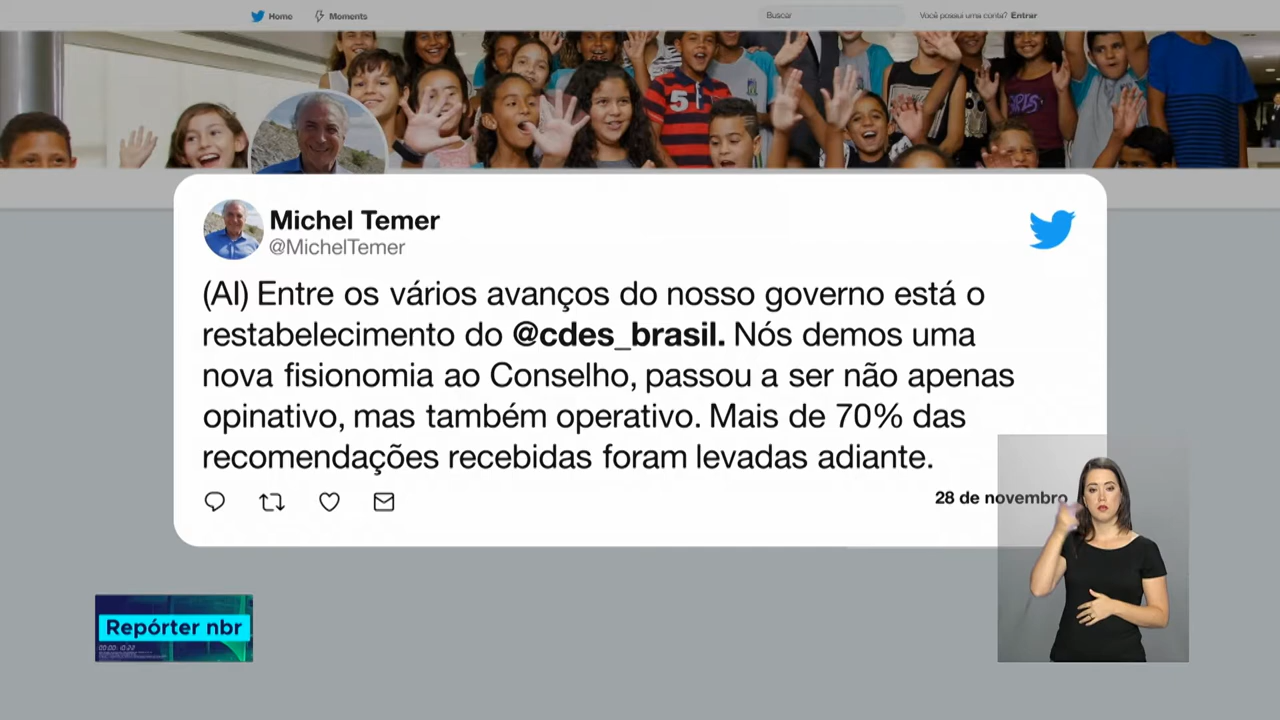 Home Moments Buscar Você possui uma conta? Entrar
5
Michel Temer
@MichelTemer
(AI) Entre os vários avanços do nosso governo está o
restabelecimento do @cdes_brasil. Nós demos uma
nova fisionomia ao Conselho, passou a ser não apenas
opinativo, mas também operativo. Mais de 70% das
recomendações recebidas foram levadas adiante.
28 de novembro
Repórter nbr